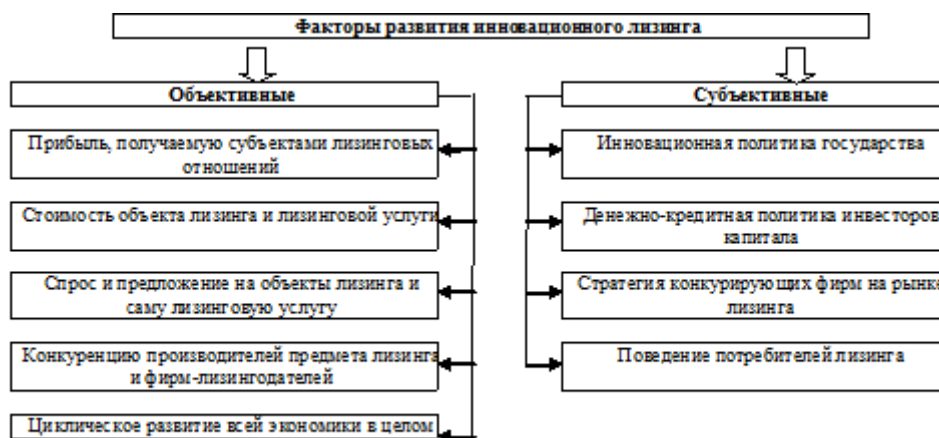 Факторы развития инновационного лизинга
Объективные
Прибыль, получаемую субъектами лизинговых
отношений
Стоимость объекта лизинга и лизинговой услуги
Спрос и предложение на объекты лизинга и
саму лизинговую услугу
Конкуренцию производителей предмета лизинга
и фирм-лизингодателей
Циклическое развитие всей экономики в целом
Субъективные
Инновационная политика государства
Денежно-кредитная политика инвесторов
капитала
Стратегия конкурирующих фирм на рынке
лизинга
Поведение потребителей лизинга